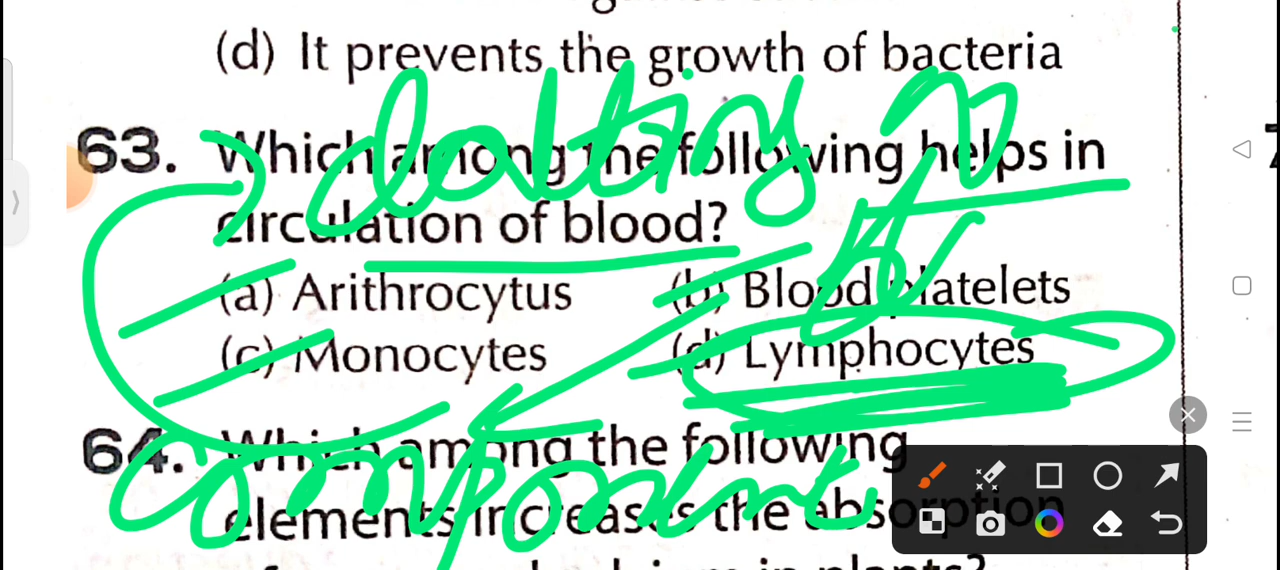 (d) It prevents the growth of bacteria
63. Which among the following helps in
circulation of blood?
(a) Arithrocytus (b) Blood platelets
(c) Monocytes (d) Lymphocytes
64. Which among the following
elements increases the absorption
clotting of
component